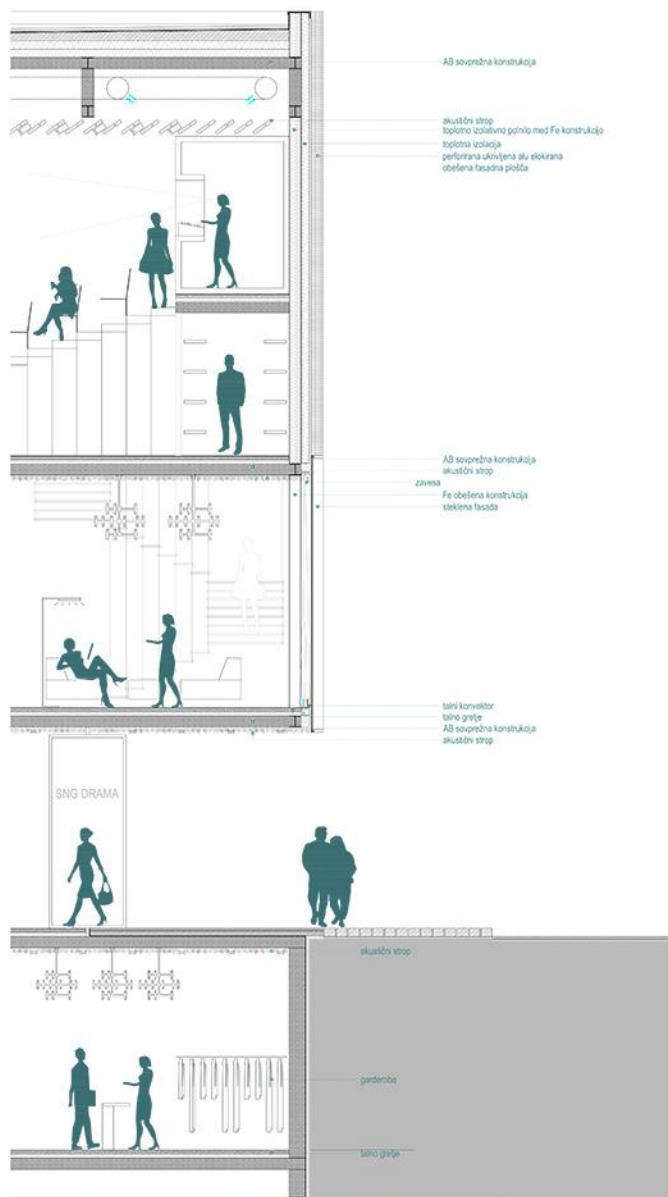 AB sovprežna konstrukcija
akustični strop
toplotno izolativno polnilo med Fe konstrukcijo
toplotna izolacija
perforirana ukrivljena alu elokirana
obešena fasadna plošča
AB sovprežna konstrukcija
akustični strop
zavesa
Fe obešena konstrukcija
steklena fasada
talni konvektor
talno gretje
AB sovprežna konstrukcija
akustični strop
SNG DRAMA
akustični strop
garderoba
talno gretje